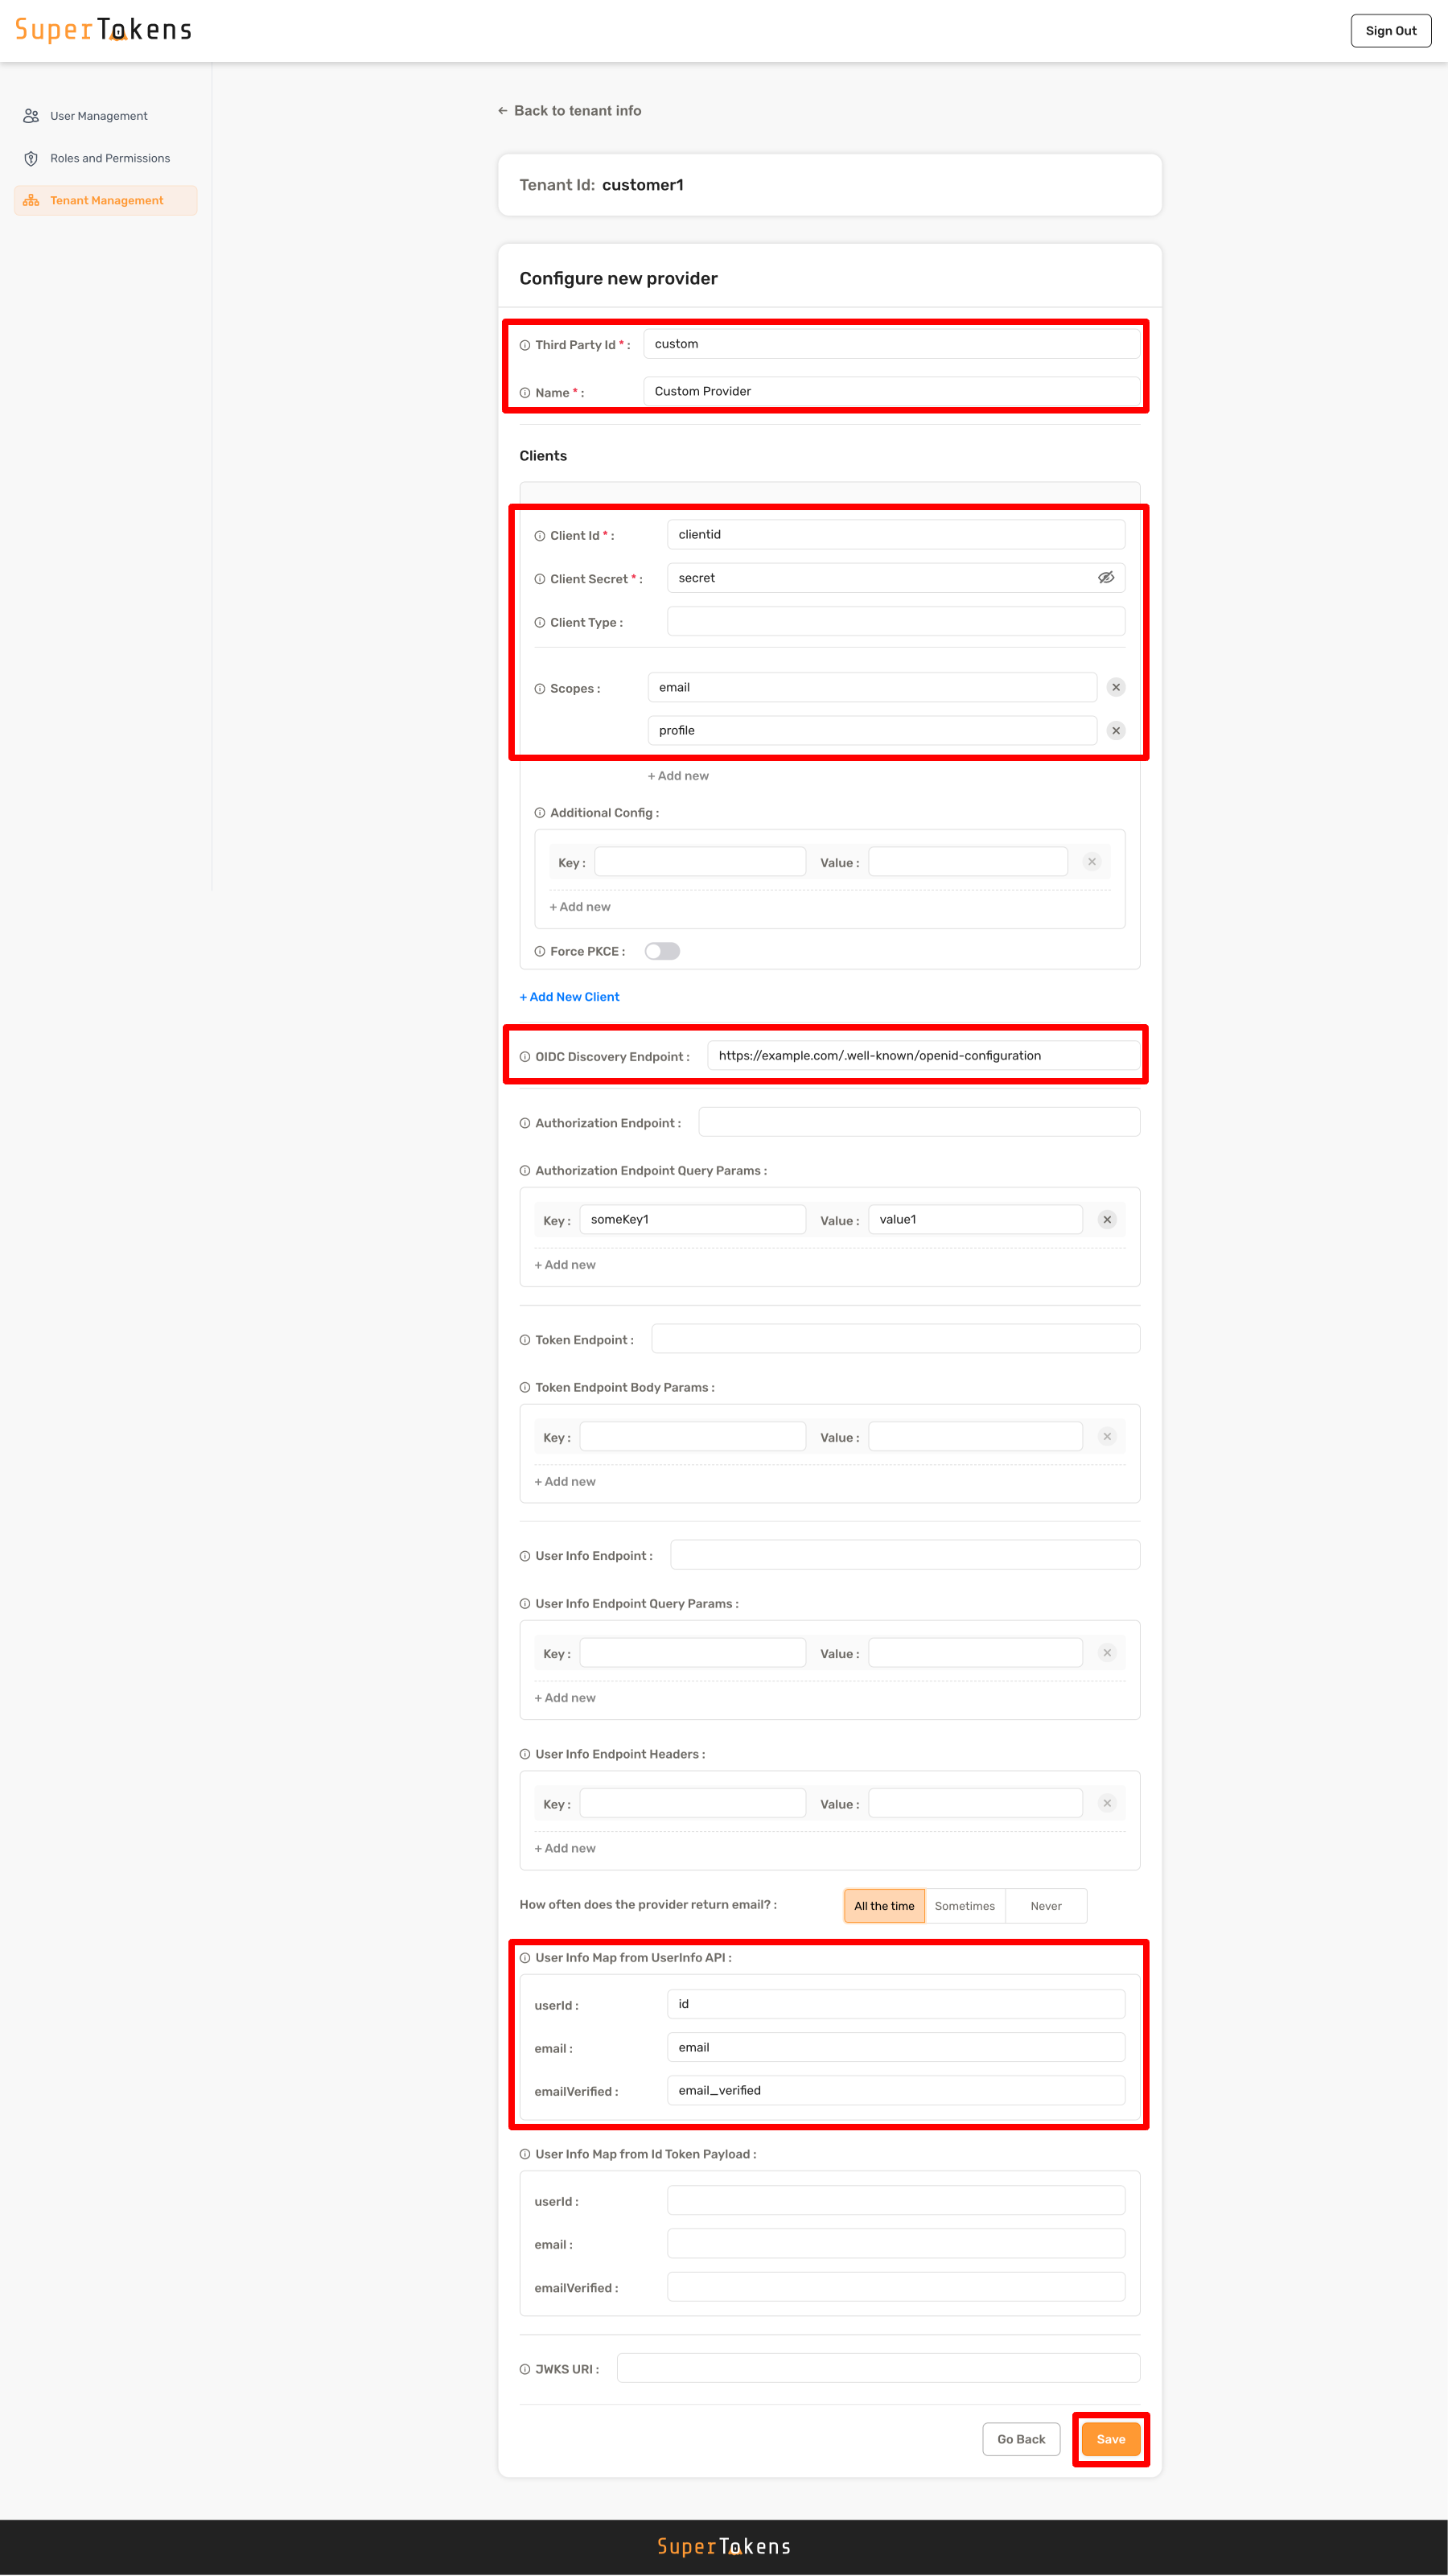 SuperTokens
Sign Out
User Management
Roles and Permissions
Tenant Management
← Back to tenant info
Tenant Id: customer1
Configure new provider
Third Party Id * : custom
Name * : Custom Provider
Clients
Client Id * : clientid
Client Secret * : secret
Client Type :
Scopes : email
profile
+ Add new
Additional Config :
Key : Value :
+ Add new
Force PKCE :
+ Add New Client
OIDC Discovery Endpoint : https://example.com/.well-known/openid-configuration
Authorization Endpoint :
Authorization Endpoint Query Params :
Key : someKey1 Value : value1
+ Add new
Token Endpoint :
Token Endpoint Body Params :
Key : Value :
+ Add new
User Info Endpoint :
User Info Endpoint Query Params :
Key : Value :
+ Add new
User Info Endpoint Headers :
Key : Value :
+ Add new
How often does the provider return email? : All the time Sometimes Never
User Info Map from UserInfo API :
userId : id
email : email
emailVerified : email_verified
User Info Map from Id Token Payload :
userId :
email :
emailVerified :
JWKS URI :
Go Back Save
SuperTokens